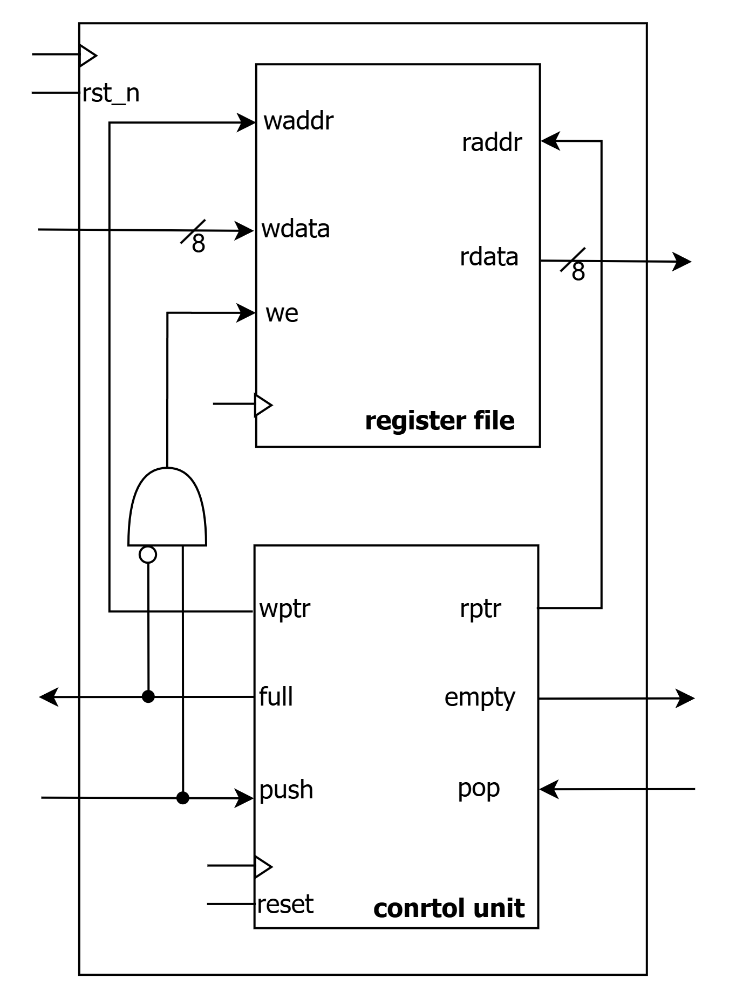 rst_n
waddr
raddr
wdata
8
rdata
8
we
register file
wptr
rptr
full
empty
push
pop
reset
conrtol unit